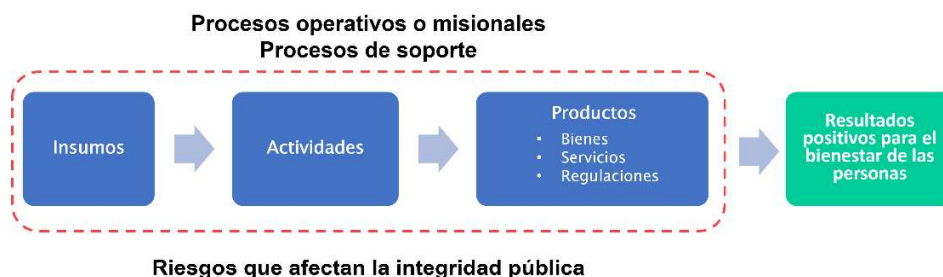 Procesos operativos o misionales
Procesos de soporte
Insumos
Actividades
Productos
• Bienes
• Servicios
• Regulaciones
Resultados
positivos para el
bienestar de las
personas
Riesgos que afectan la integridad pública